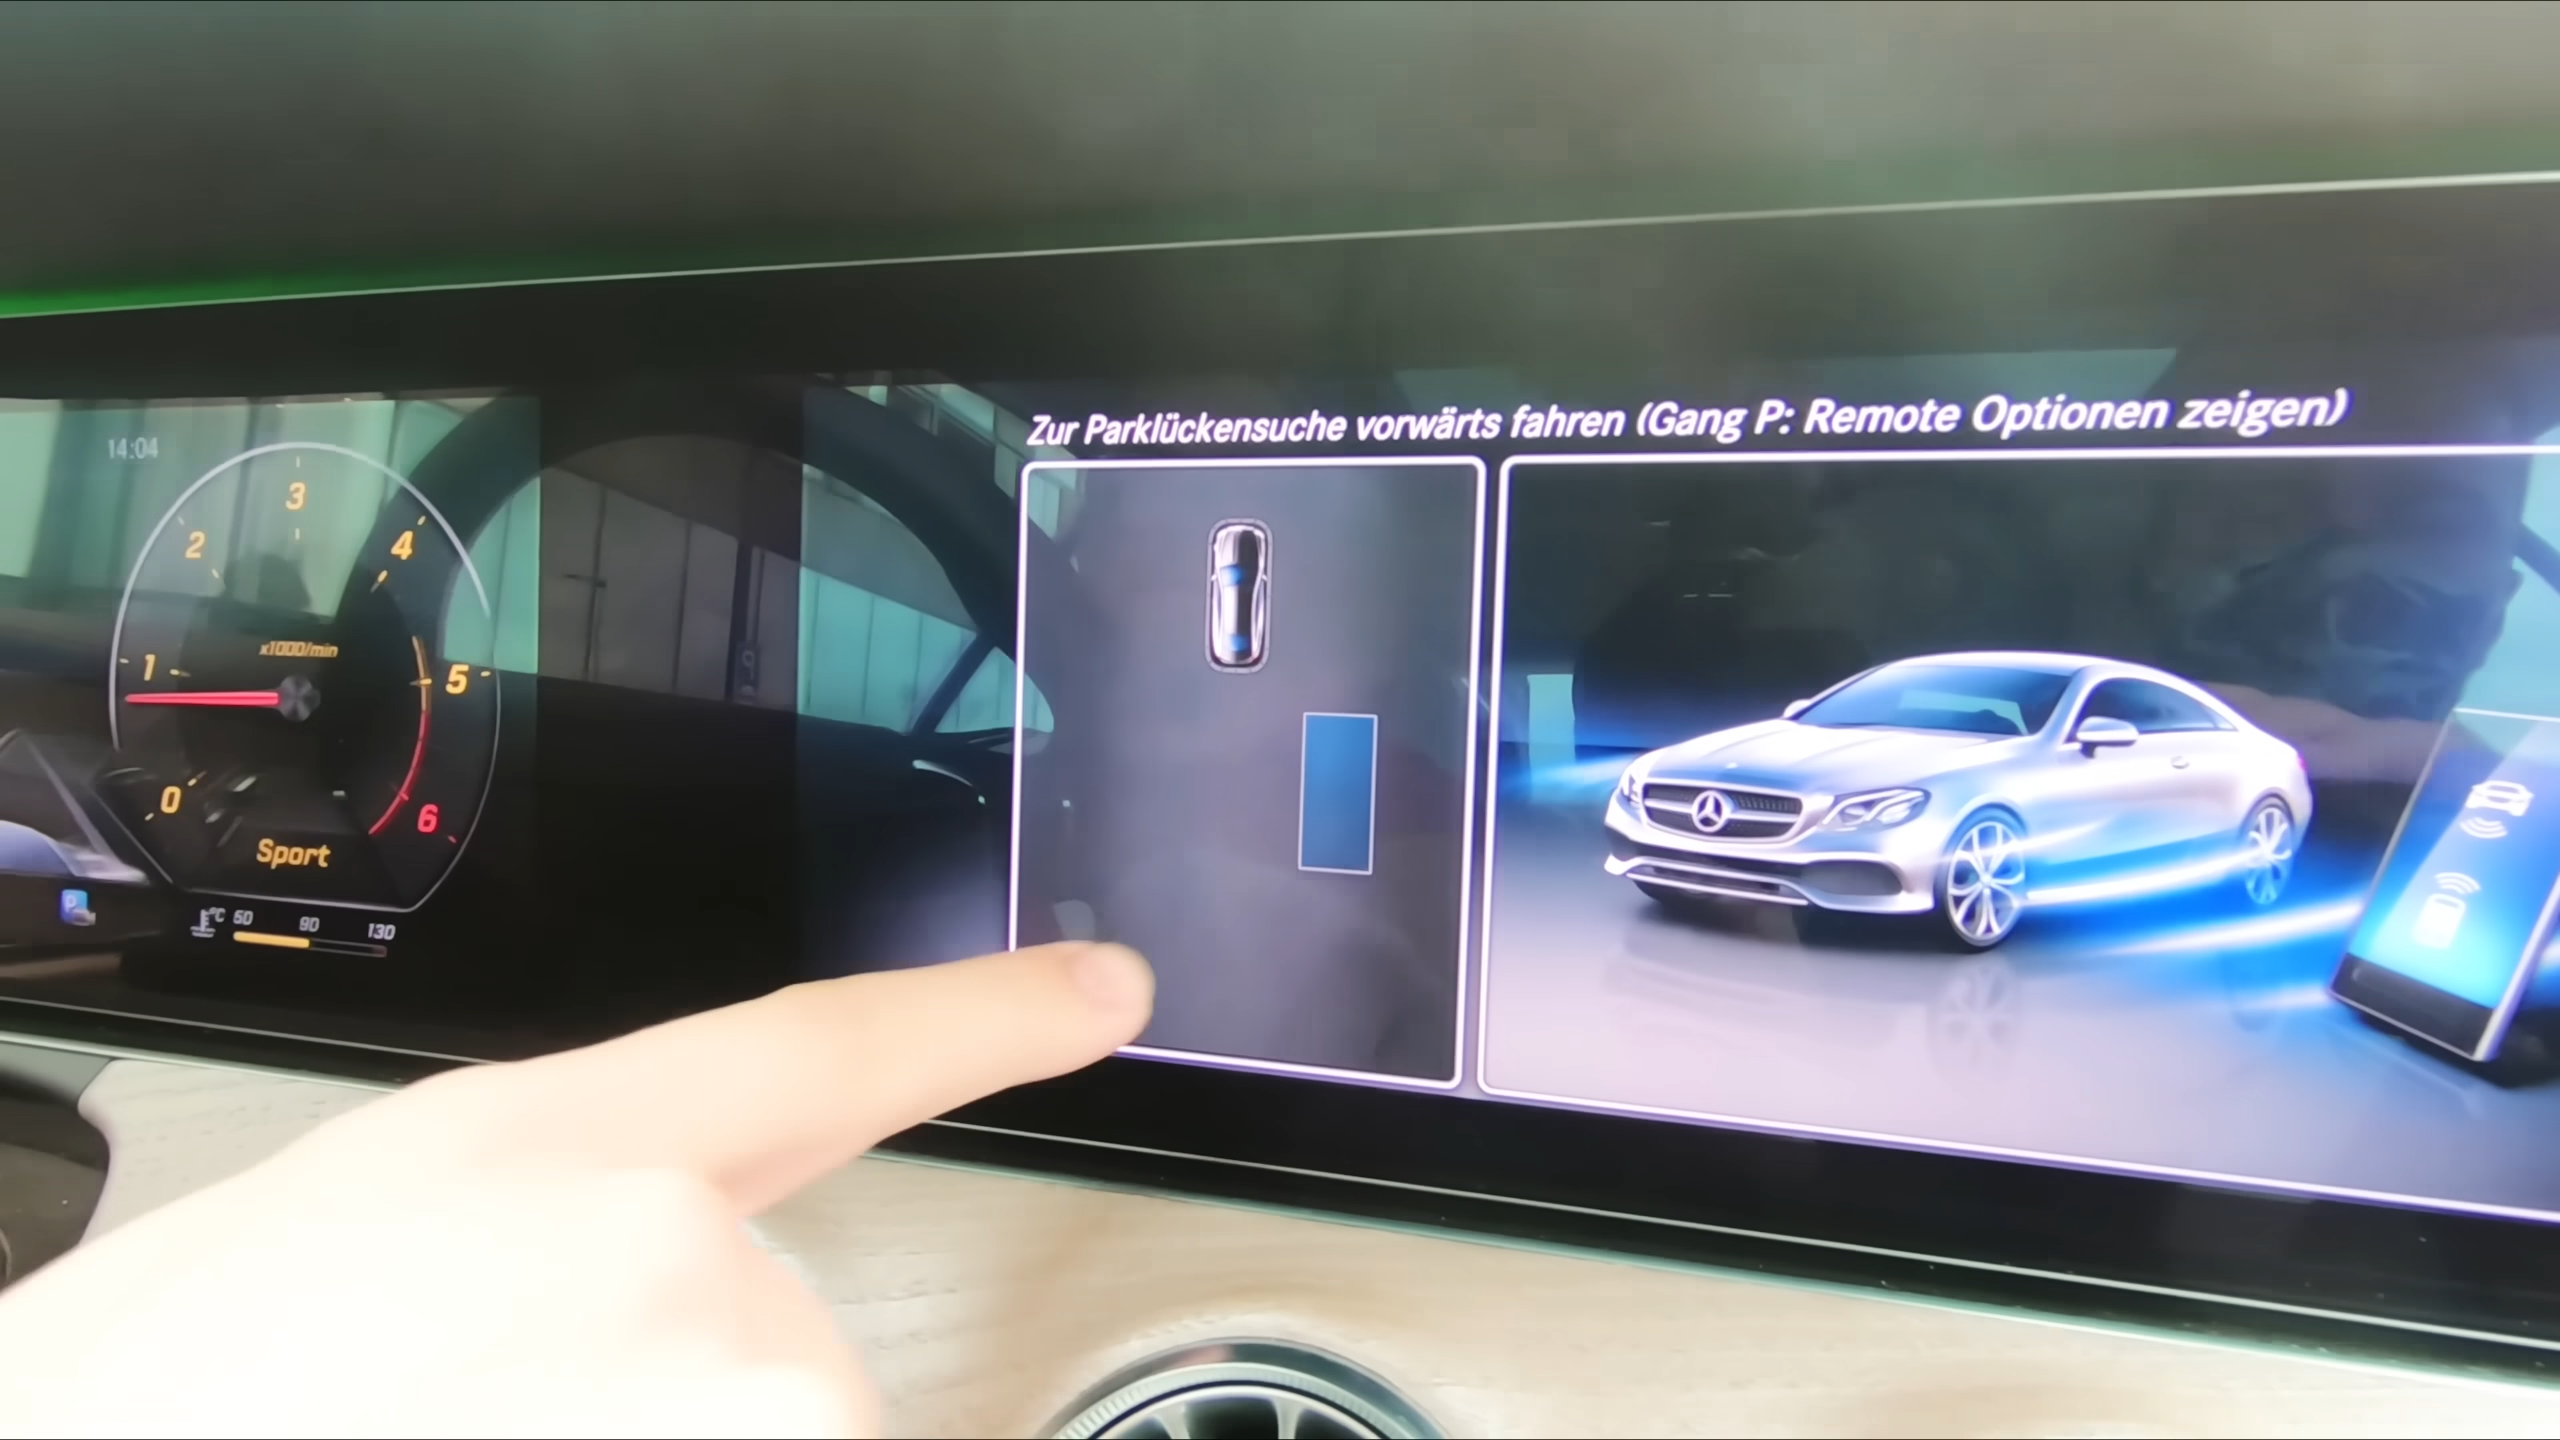 Zur Parklückensuche vorwärts fahren (Gang P: Remote Optionen zeigen)
14:04
3
2
4
x1000/min
1
5
0
6
Sport
P
°C 50 90 130